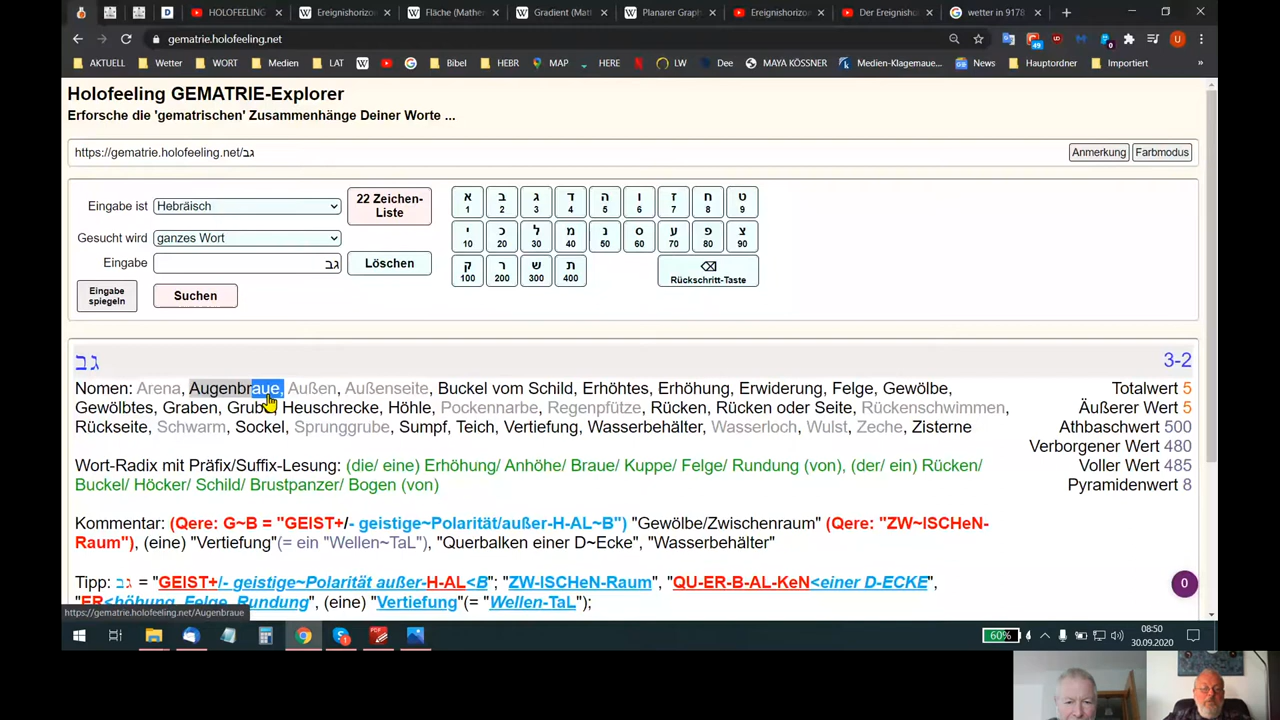 HOLOFEELING
Ereignishorizo
Fläche (Mathe
Gradient (Mat
Planarer Graph
Ereignishorizo
Der Ereignish
wetter in 9178
gematrie.holofeeling.net
AKTUELL Wetter WORT Medien LAT Bibel HEBR MAP HERE LW Dee MAYA KÖSSNER Medien-Klagemaue... News Hauptordner Importiert »
Holofeeling GEMATRIE-Explorer
Erforsche die 'gematrischen' Zusammenhänge Deiner Worte ...
https://gematrie.holofeeling.net/גב
Anmerkung Farbmodus
Eingabe ist Hebräisch
22 Zeichen-
Liste
Gesucht wird ganzes Wort
Eingabe גב
Löschen
Eingabe
spiegeln
Suchen
א ב ג ד ה ו ז ח ט
1 2 3 4 5 6 7 8 9
י כ ל מ נ ס ע פ צ
10 20 30 40 50 60 70 80 90
ק ר ש ת
100 200 300 400
Rückschritt-Taste
גב 3-2
Nomen: Arena, Augenbraue, Außen, Außenseite, Buckel vom Schild, Erhöhtes, Erhöhung, Erwiderung, Felge, Gewölbe,
Gewölbtes, Graben, Grube, Heuschrecke, Höhle, Pockennarbe, Regenpfütze, Rücken, Rücken oder Seite, Rückenschwimmen,
Rückseite, Schwarm, Sockel, Sprunggrube, Sumpf, Teich, Vertiefung, Wasserbehälter, Wasserloch, Wulst, Zeche, Zisterne
Totalwert 5
Äußerer Wert 5
Athbaschwert 500
Verborgener Wert 480
Voller Wert 485
Pyramidenwert 8
Wort-Radix mit Präfix/Suffix-Lesung: (die/ eine) Erhöhung/ Anhöhe/ Braue/ Kuppe/ Felge/ Rundung (von), (der/ ein) Rücken/
Buckel/ Höcker/ Schild/ Brustpanzer/ Bogen (von)
Kommentar: (Qere: G~B = "GEIST+/- geistige~Polarität/außer-H-AL~B") "Gewölbe/Zwischenraum" (Qere: "ZW~ISCHeN-
Raum"), (eine) "Vertiefung"(= ein "Wellen~TaL"), "Querbalken einer D~Ecke", "Wasserbehälter"
Tipp: גב = "GEIST+/- geistige~Polarität außer-H-AL<B"; "ZW-ISCHeN-Raum", "QU-ER-B-AL-KeN<einer D-ECKE",
"ER<höhung, Felge, Rundung", (eine) "Vertiefung"(= "Wellen-TaL");
https://gematrie.holofeeling.net/Augenbraue
0
60%
08:50
30.09.2020